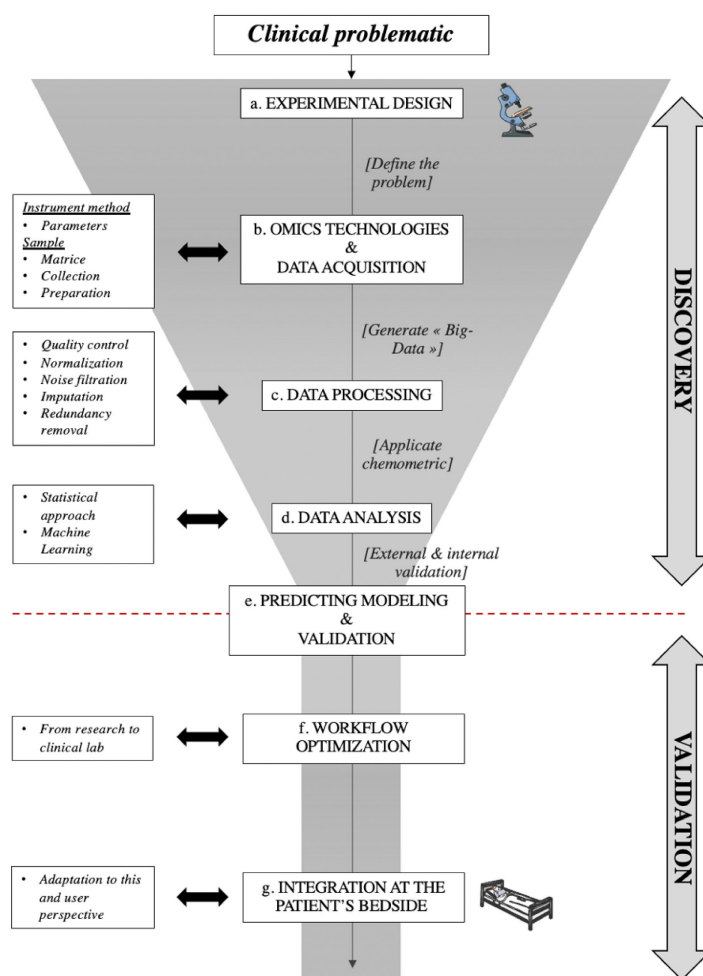 Clinical problematic
a. EXPERIMENTAL DESIGN
[Define the
problem]
Instrument method
• Parameters
Sample
• Matrice
• Collection
• Preparation
b. OMICS TECHNOLOGIES
&
DATA ACQUISITION
[Generate « Big-
Data »]
• Quality control
• Normalization
• Noise filtration
• Imputation
• Redundancy
removal
c. DATA PROCESSING
[Applicate
chemometric]
• Statistical
approach
• Machine
Learning
d. DATA ANALYSIS
[External & internal
validation]
DISCOVERY
e. PREDICTING MODELING
&
VALIDATION
• From research to
clinical lab
f. WORKFLOW
OPTIMIZATION
• Adaptation to this
and user
perspective
g. INTEGRATION AT THE
PATIENT'S BEDSIDE
VALIDATION